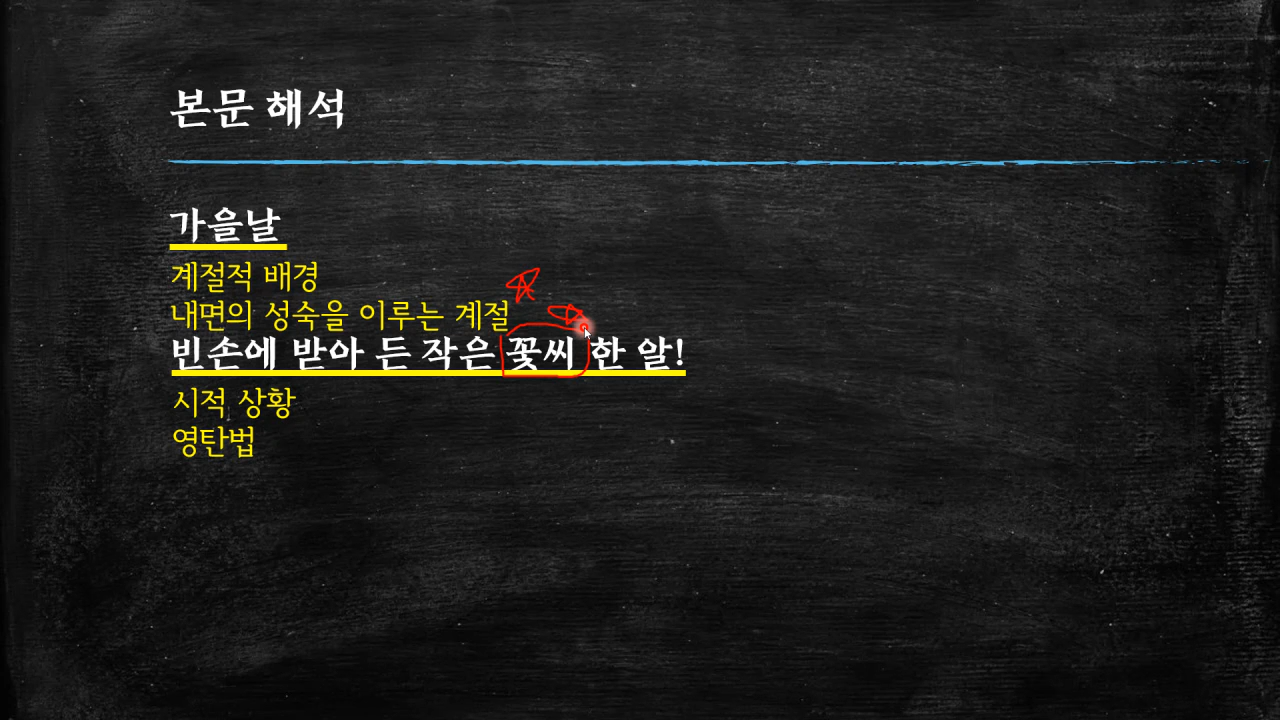 본문 해석
가을날
계절적 배경
내면의 성숙을 이루는 계절
빈손에 받아 든 작은 꽃씨 한 알!
시적 상황
영탄법